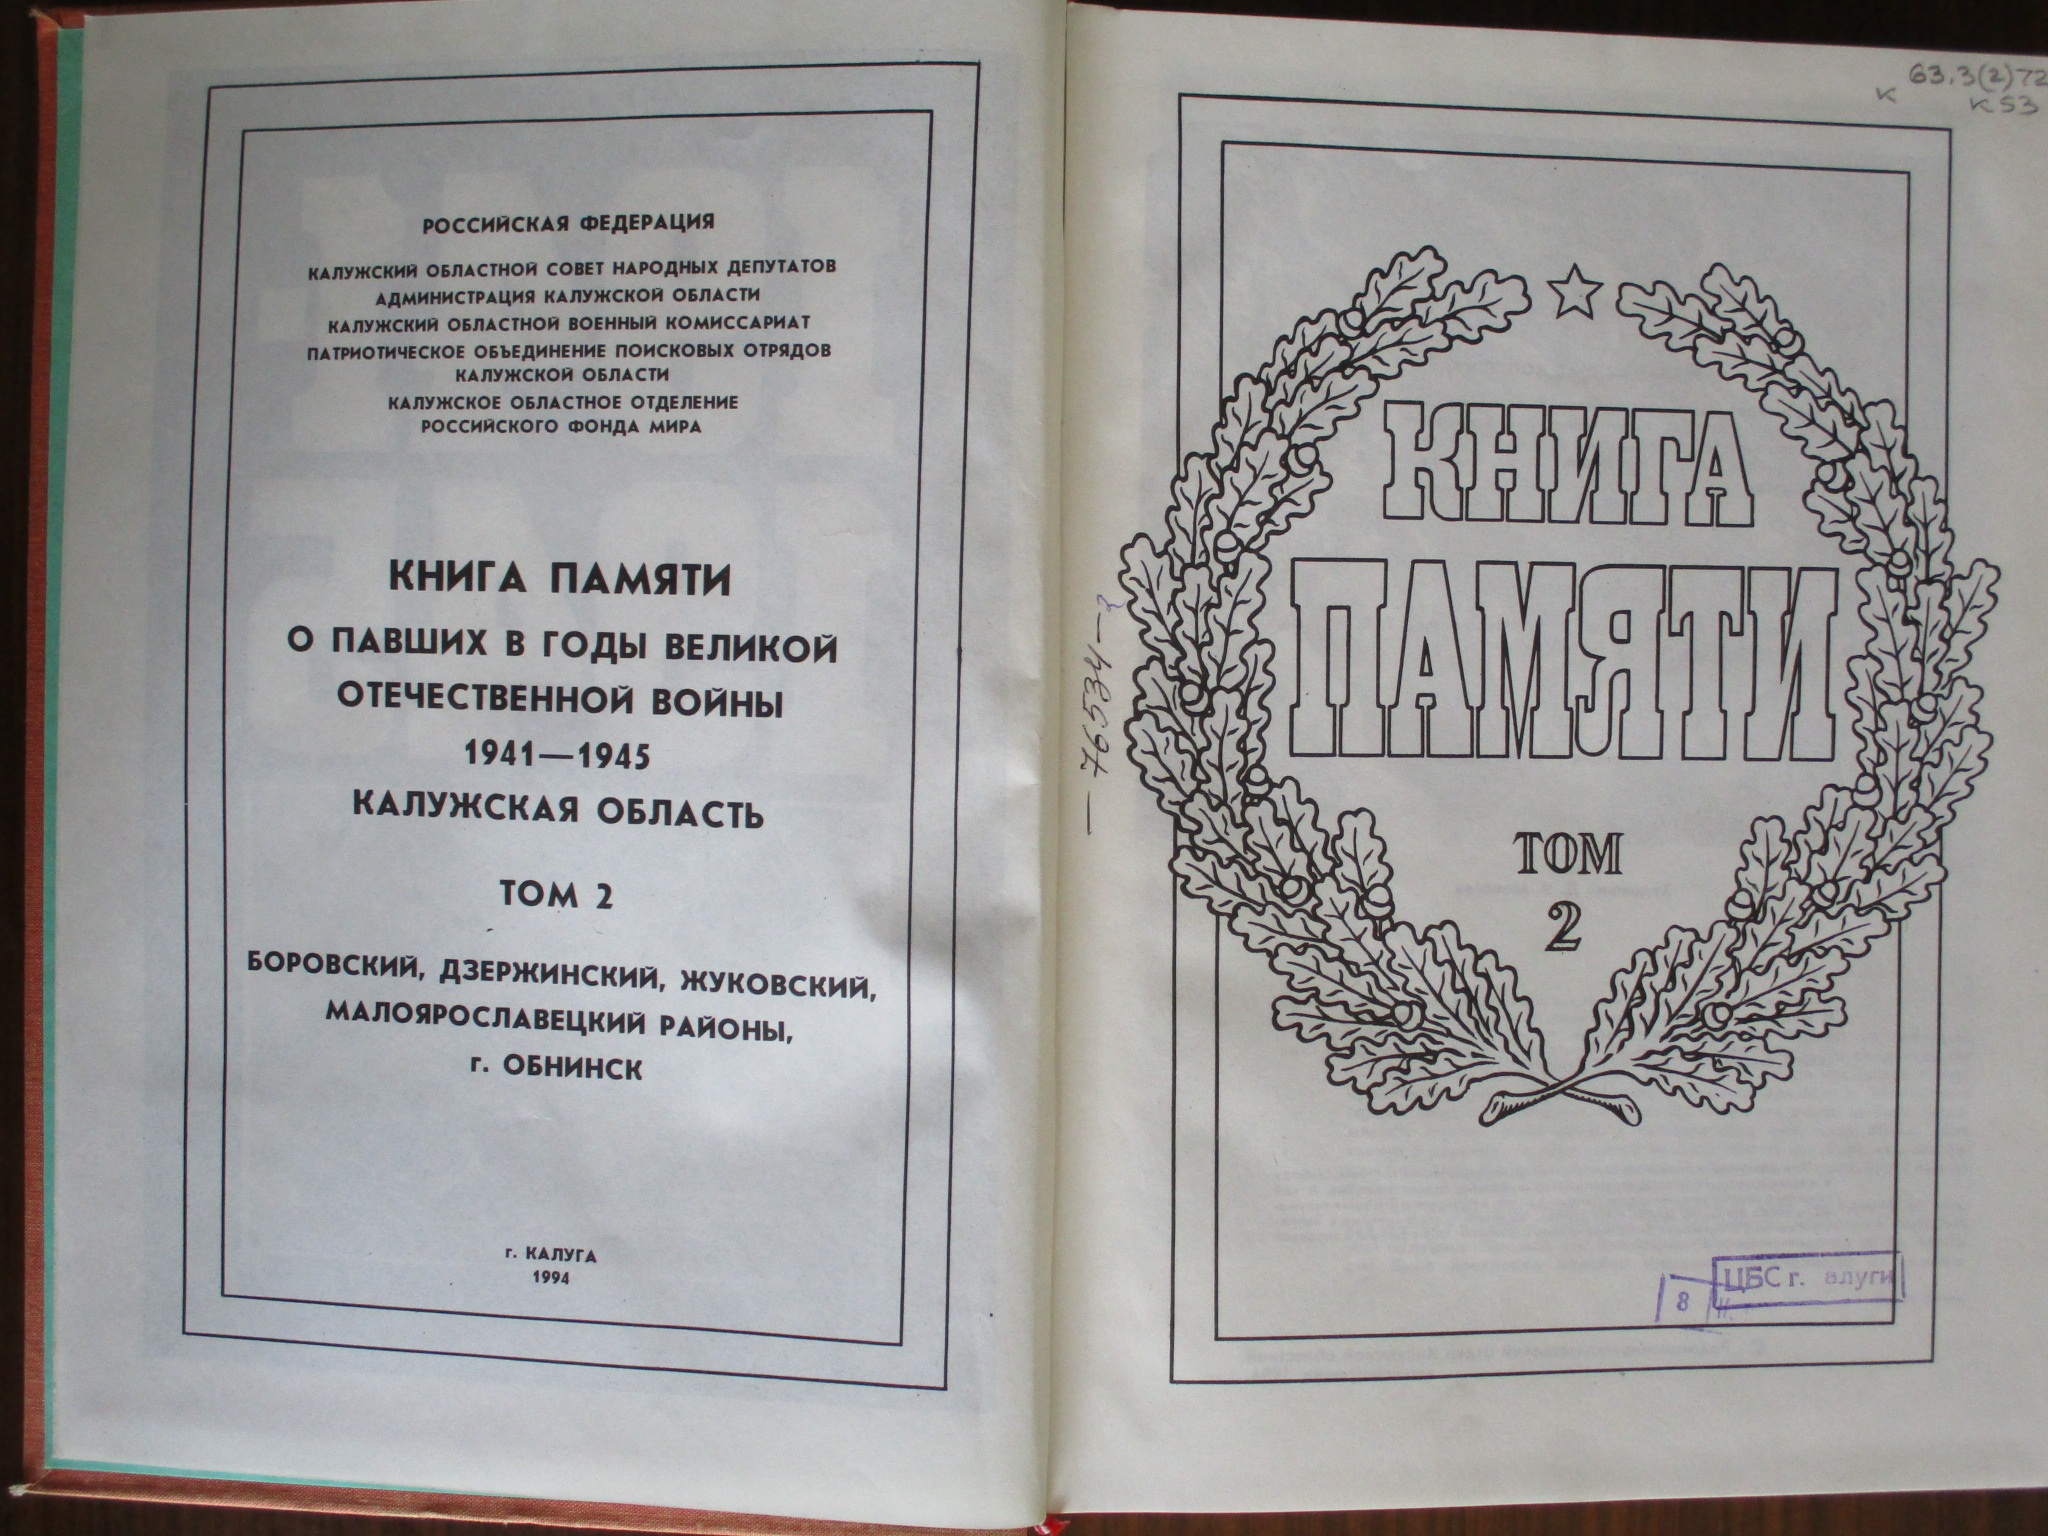 РОССИЙСКАЯ ФЕДЕРАЦИЯ
КАЛУЖСКИЙ ОБЛАСТНОЙ СОВЕТ НАРОДНЫХ ДЕПУТАТОВ
АДМИНИСТРАЦИЯ КАЛУЖСКОЙ ОБЛАСТИ
КАЛУЖСКИЙ ОБЛАСТНОЙ ВОЕННЫЙ КОМИССАРИАТ
ПАТРИОТИЧЕСКОЕ ОБЪЕДИНЕНИЕ ПОИСКОВЫХ ОТРЯДОВ
КАЛУЖСКОЙ ОБЛАСТИ
КАЛУЖСКОЕ ОБЛАСТНОЕ ОТДЕЛЕНИЕ
РОССИЙСКОГО ФОНДА МИРА
КНИГА ПАМЯТИ
О ПАВШИХ В ГОДЫ ВЕЛИКОЙ
ОТЕЧЕСТВЕННОЙ ВОЙНЫ
1941—1945
КАЛУЖСКАЯ ОБЛАСТЬ
ТОМ 2
БОРОВСКИЙ, ДЗЕРЖИНСКИЙ, ЖУКОВСКИЙ,
МАЛОЯРОСЛАВЕЦКИЙ РАЙОНЫ,
г. ОБНИНСК
г. КАЛУГА
1994
63.3(2)72
к К53
— 76534—3
КНИГА
ПАМЯТИ
ТОМ
2
ЦБС г. алуги
8